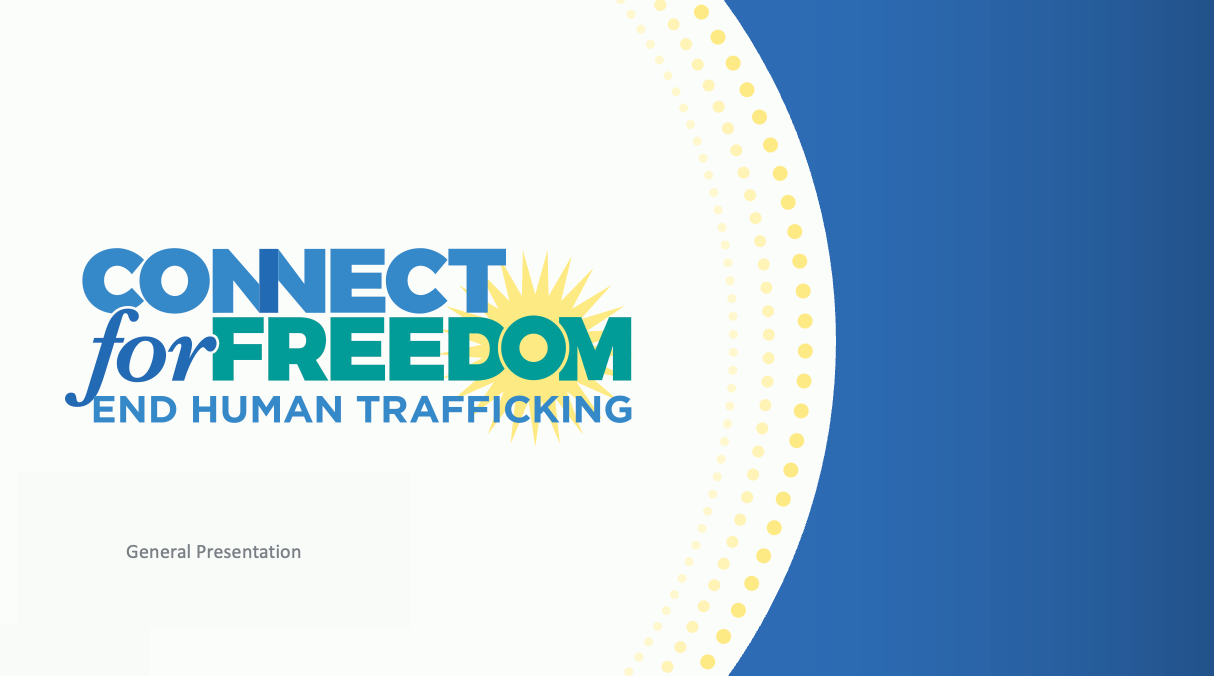 CONNECT
for FREEDOM
END HUMAN TRAFFICKING
General Presentation